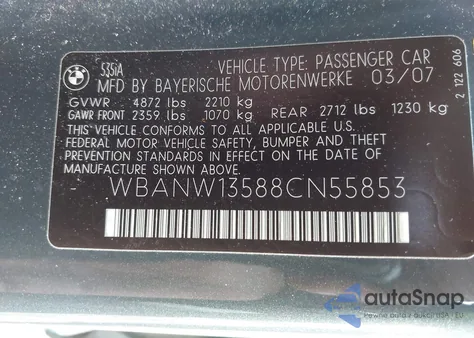 535iA
VEHICLE TYPE: PASSENGER CAR
MFD BY BAYERISCHE MOTORENWERKE 03/07
GVWR 4872 lbs 2210 kg
GAWR FRONT 2359 lbs 1070 kg REAR 2712 lbs 1230 kg
THIS VEHICLE CONFORMS TO ALL APPLICABLE U.S.
FEDERAL MOTOR VEHICLE SAFETY, BUMPER AND THEFT
PREVENTION STANDARDS IN EFFECT ON THE DATE OF
MANUFACTURE SHOWN ABOVE.
WBANW13588CN55853
2 122 606
autoSnap